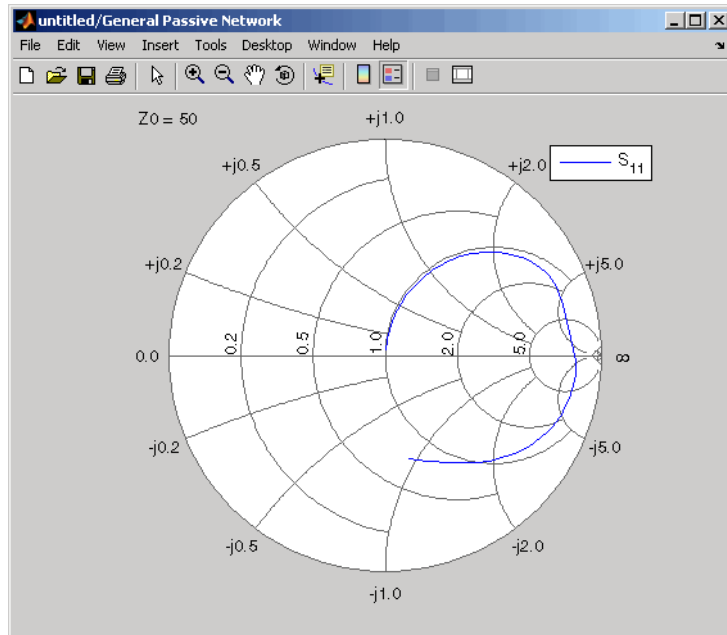 untitled/General Passive Network
File Edit View Insert Tools Desktop Window Help
Z0 = 50
+j1.0
+j0.5
+j2.0
S11
+j0.2
+j5.0
0.0
0.2
0.5
1.0
2.0
5.0
∞
-j0.2
-j5.0
-j0.5
-j2.0
-j1.0